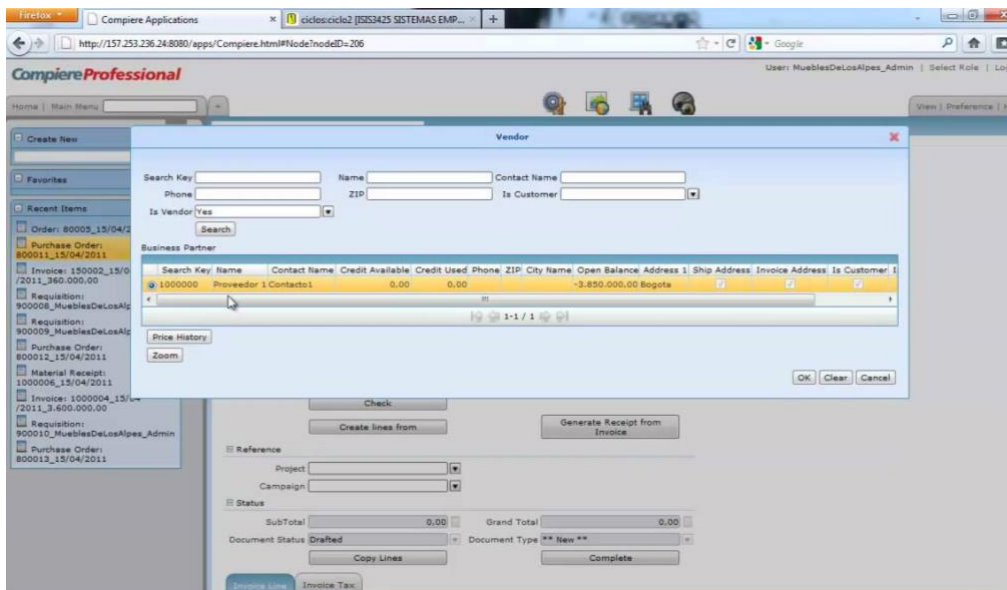 Firefox
Compiere Applications
ciclos:ciclo2 [ISIS3425 SISTEMAS EMP...
http://157.253.236.24:8080/apps/Compiere.html#Node?nodeID=206
Google
Compiere Professional
User: MueblesDeLosAlpes_Admin | Select Role |
Home | Main Menu
View | Preference |
Create New
Favorites
Recent Items
Order: 80005_15/04/2
Purchase Order:
800011_15/04/2011
Invoice: 150002_15/0
/2011_360.000,00
Requisition:
900008_MueblesDeLosAlp
Requisition:
900009_MueblesDeLosAlp
Purchase Order:
800012_15/04/2011
Material Receipt:
1000006_15/04/2011
Invoice: 1000004_15/04
/2011_3.600.000,00
Requisition:
900010_MueblesDeLosAlpes_Admin
Purchase Order:
800013_15/04/2011
Vendor
Search Key Name Contact Name
Phone ZIP Is Customer
Is Vendor Yes
Search
Business Partner
Search Key Name Contact Name Credit Available Credit Used Phone ZIP City Name Open Balance Address 1 Ship Address Invoice Address Is Customer
1000000 Proveedor 1 Contacto1 0,00 0,00 -3.850.000,00 Bogota
1-1 / 1
Price History
Zoom
OK Clear Cancel
Check
Create lines from Generate Receipt from
Invoice
Reference
Project
Campaign
Status
SubTotal 0,00 Grand Total 0,00
Document Status Drafted Document Type ** New **
Copy Lines Complete
Invoice Line Invoice Tax